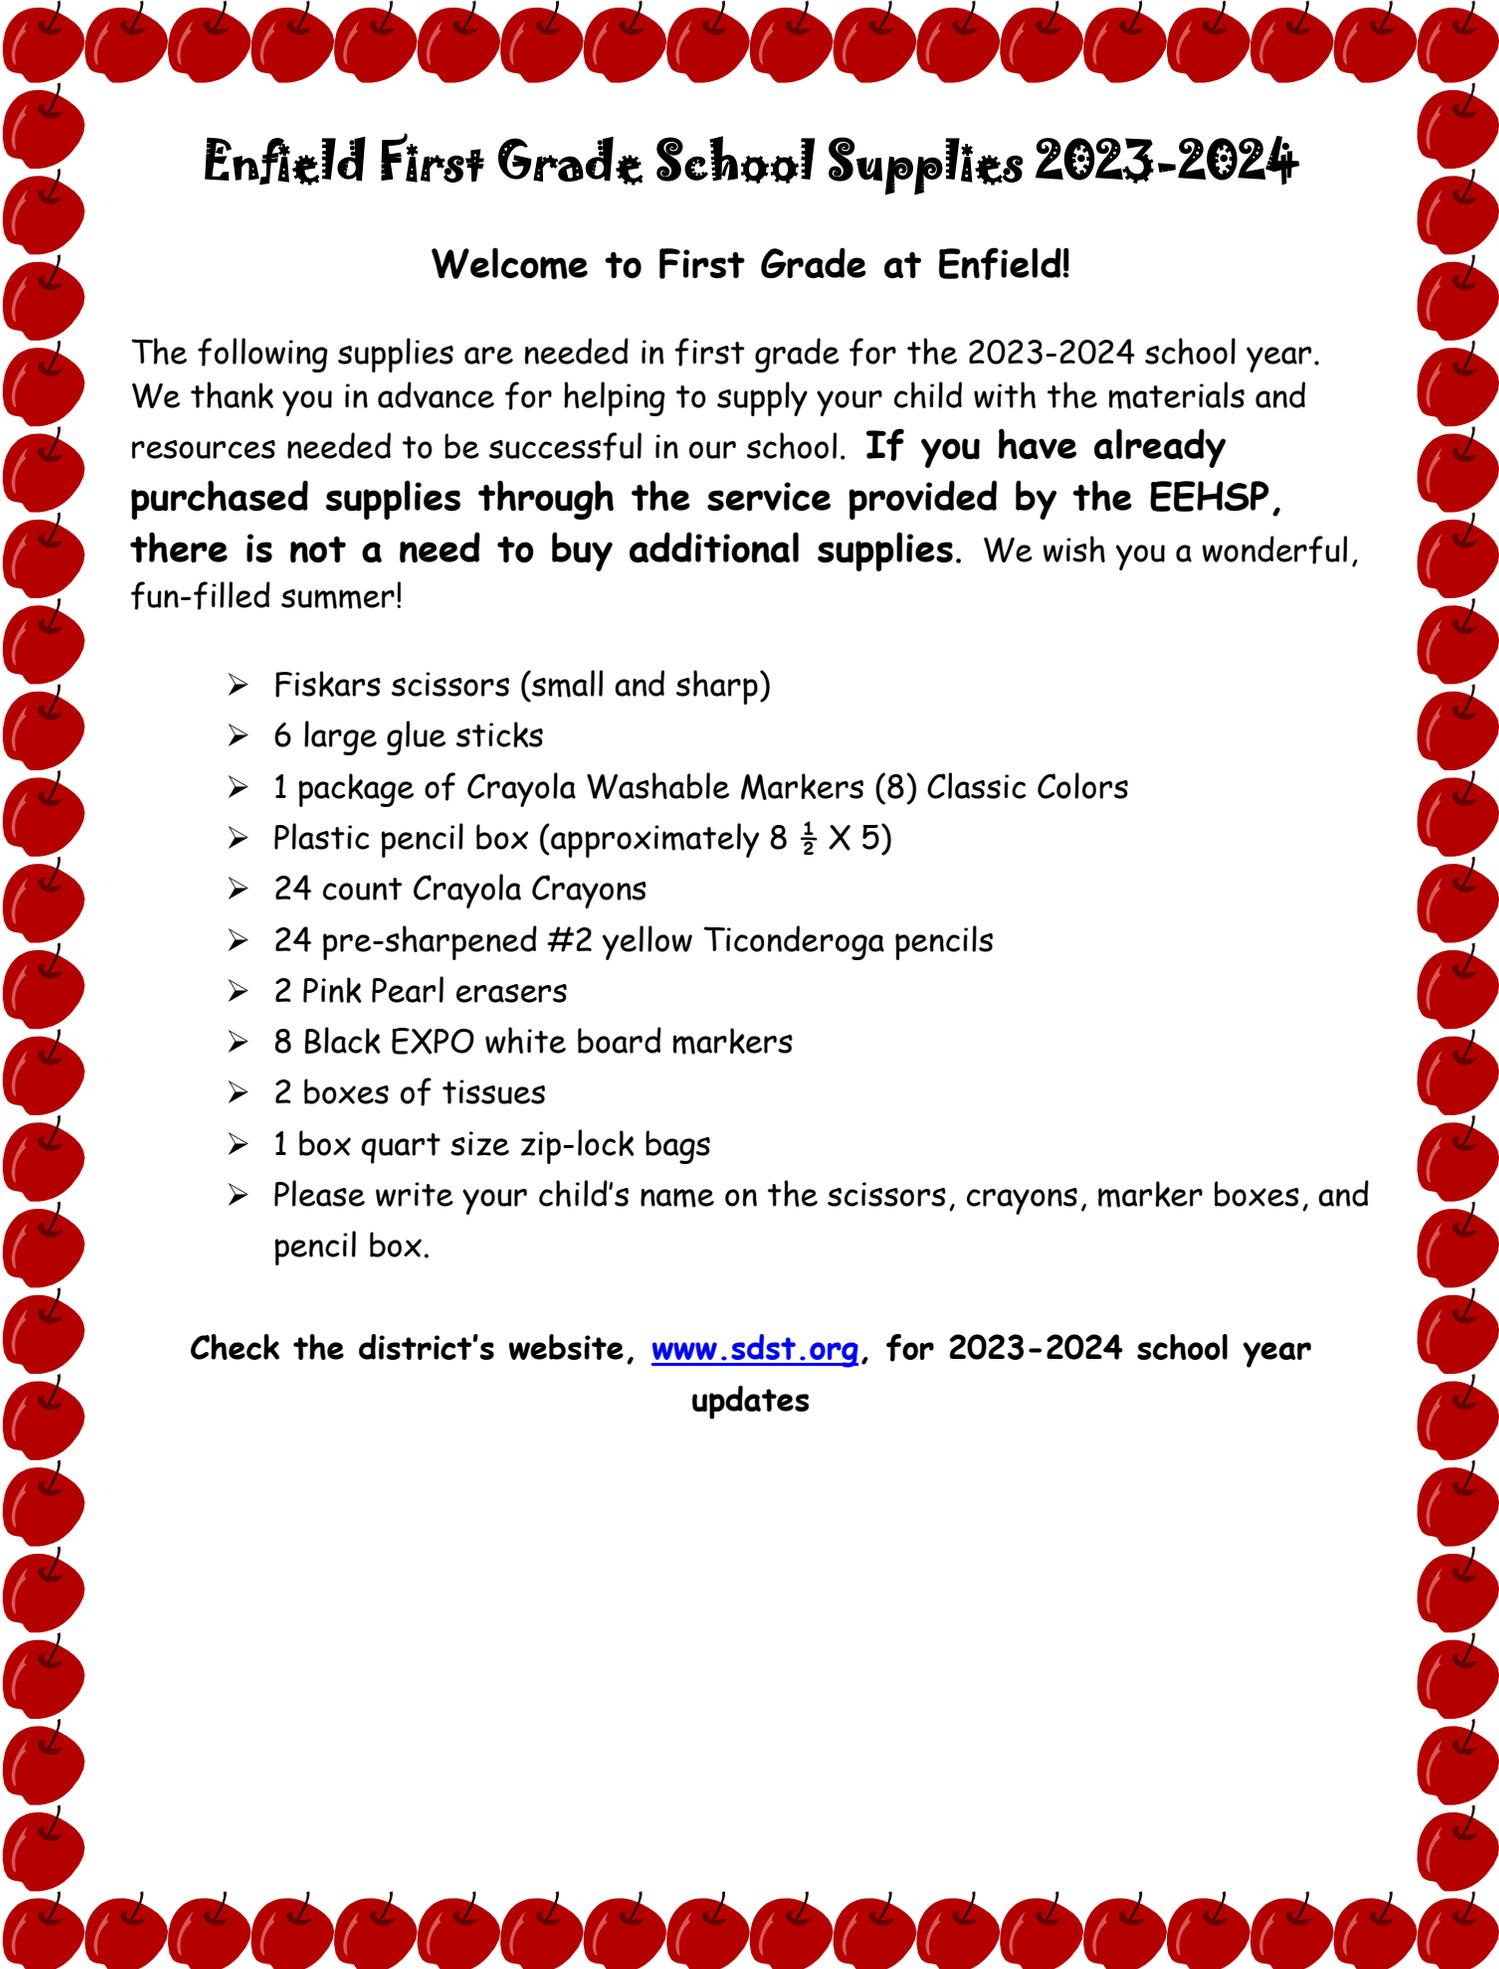 Enfield First Grade School Supplies 2023-2024
Welcome to First Grade at Enfield!
The following supplies are needed in first grade for the 2023-2024 school year.
We thank you in advance for helping to supply your child with the materials and
resources needed to be successful in our school.  If you have already
purchased supplies through the service provided by the EEHSP,
there is not a need to buy additional supplies.  We wish you a wonderful,
fun-filled summer!
➢ Fiskars scissors (small and sharp)
➢ 6 large glue sticks
➢ 1 package of Crayola Washable Markers (8) Classic Colors
➢ Plastic pencil box (approximately 8 ½ X 5)
➢ 24 count Crayola Crayons
➢ 24 pre-sharpened #2 yellow Ticonderoga pencils
➢ 2 Pink Pearl erasers
➢ 8 Black EXPO white board markers
➢ 2 boxes of tissues
➢ 1 box quart size zip-lock bags
➢ Please write your child's name on the scissors, crayons, marker boxes, and
pencil box.
Check the district's website, www.sdst.org, for 2023-2024 school year
updates